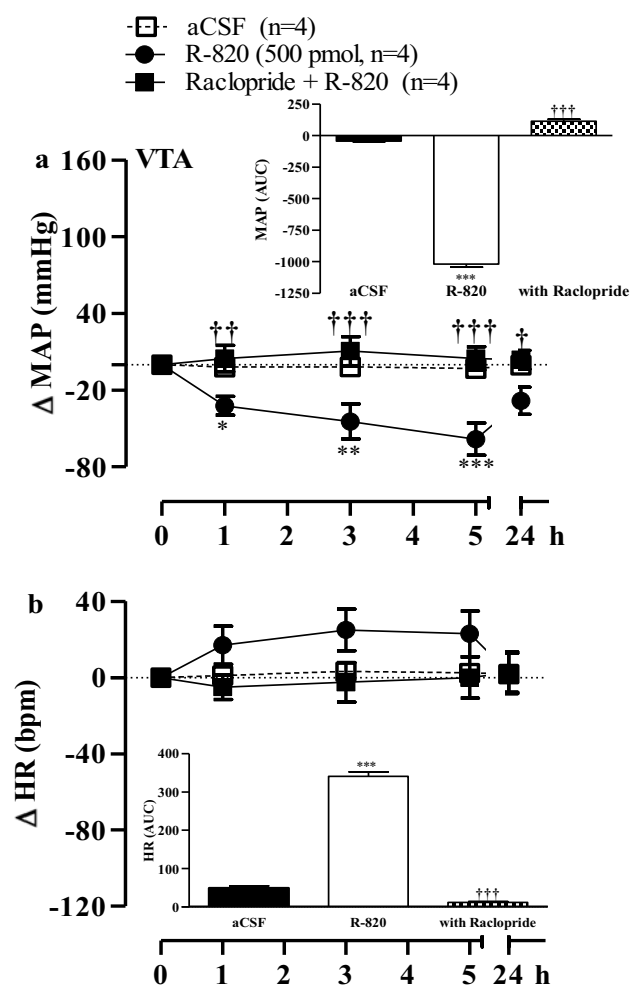 aCSF (n=4)
R-820 (500 pmol, n=4)
Raclopride + R-820 (n=4)
a
VTA
Δ MAP (mmHg)
160
100
40
-20
-80
MAP (AUC)
250
0
-250
-500
-750
-1000
-1250
†††
***
aCSF R-820 with Raclopride
†† ††† ††† †
* ** ***
0 1 2 3 4 5 24 h
b
Δ HR (bpm)
40
0
-40
-80
-120
HR (AUC)
400
300
200
100
0
***
†††
aCSF R-820 with Raclopride
0 1 2 3 4 5 24 h